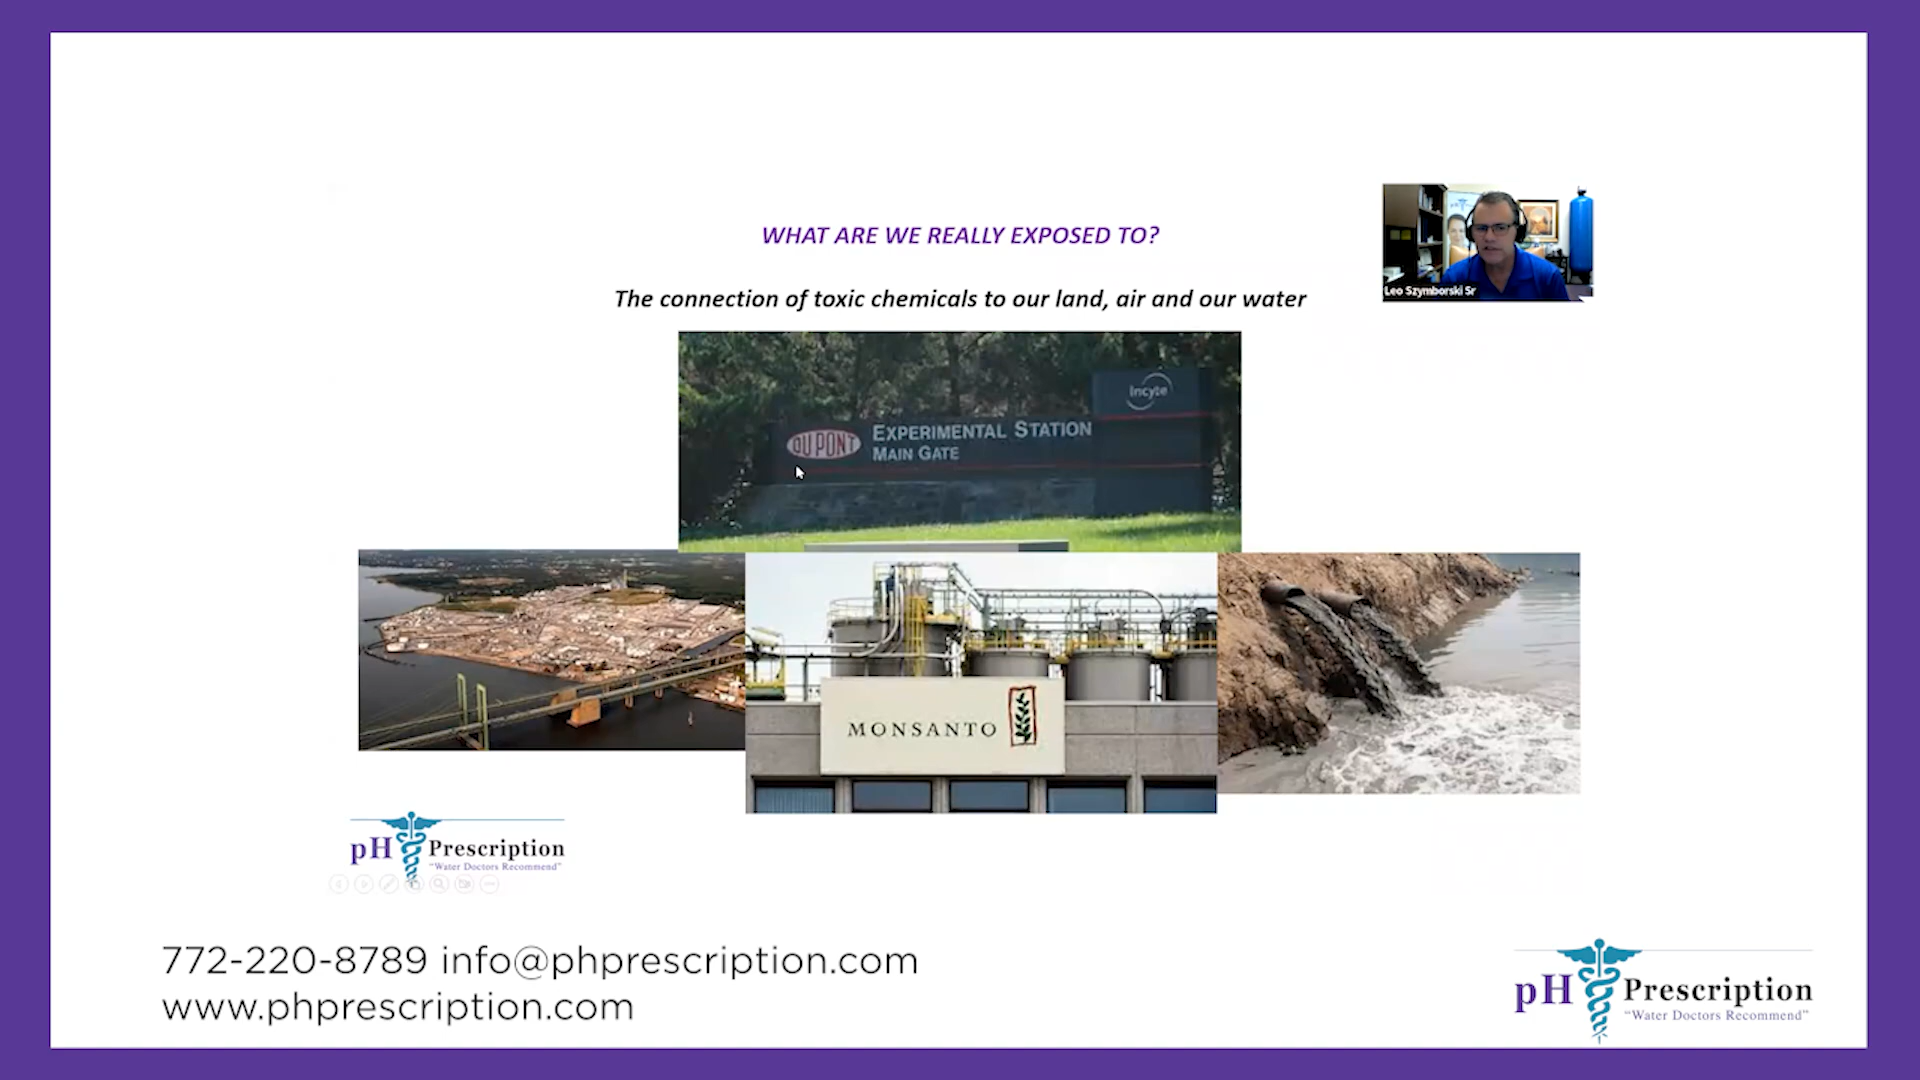 WHAT ARE WE REALLY EXPOSED TO?
The connection of toxic chemicals to our land, air and our water
Leo Szymborski Sr
Incyte
DU PONT
EXPERIMENTAL STATION
MAIN GATE
MONSANTO
pH Prescription
"Water Doctors Recommend"
772-220-8789 info@phprescription.com
www.phprescription.com
pH Prescription
"Water Doctors Recommend"